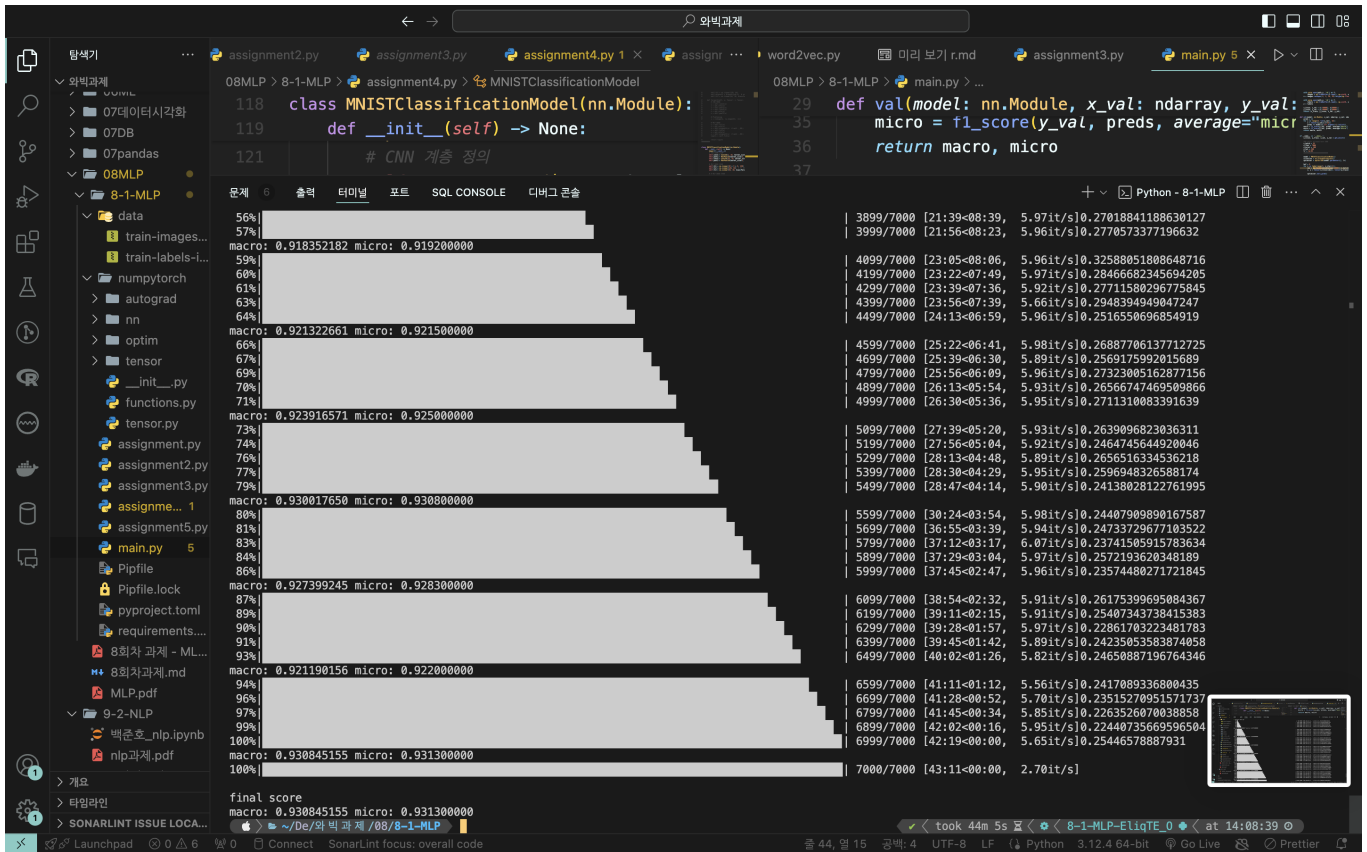 와빅과제
탐색기
와빅과제
07데이터시각화
07DB
07pandas
08MLP
8-1-MLP
data
train-images...
train-labels-i...
numpytorch
autograd
nn
optim
tensor
__init__.py
functions.py
tensor.py
assignment.py
assignment2.py
assignment3.py
assignme... 1
assignment5.py
main.py 5
Pipfile
Pipfile.lock
pyproject.toml
requirements....
8회차 과제 - ML...
8회차과제.md
MLP.pdf
9-2-NLP
백준호_nlp.ipynb
nlp과제.pdf
개요
타임라인
SONARLINT ISSUE LOCA...
assignment2.py assignment3.py assignment4.py 1 assignr ...
08MLP > 8-1-MLP > assignment4.py > MNISTClassificationModel
118 class MNISTClassificationModel(nn.Module):
119 def __init__(self) -> None:
121 # CNN 계층 정의
word2vec.py 미리 보기 r.md assignment3.py main.py 5
08MLP > 8-1-MLP > main.py > ...
29 def val(model: nn.Module, x_val: ndarray, y_val:
35 micro = f1_score(y_val, preds, average="micr
36 return macro, micro
37
문제 6 출력 터미널 포트 SQL CONSOLE 디버그 콘솔 Python - 8-1-MLP
56%| | 3899/7000 [21:39<08:39, 5.97it/s]0.27018841188630127
57%| | 3999/7000 [21:56<08:23, 5.96it/s]0.2770573377196632
macro: 0.918352182 micro: 0.919200000
59%| | 4099/7000 [23:05<08:06, 5.96it/s]0.32588051808648716
60%| | 4199/7000 [23:22<07:49, 5.97it/s]0.28466682345694205
61%| | 4299/7000 [23:39<07:36, 5.92it/s]0.27711580296775845
63%| | 4399/7000 [23:56<07:39, 5.66it/s]0.2948394949047247
64%| | 4499/7000 [24:13<06:59, 5.96it/s]0.2516550696854919
macro: 0.921322661 micro: 0.921500000
66%| | 4599/7000 [25:22<06:41, 5.98it/s]0.26887706137712725
67%| | 4699/7000 [25:39<06:30, 5.89it/s]0.2569175992015689
69%| | 4799/7000 [25:56<06:09, 5.96it/s]0.27323005162877156
70%| | 4899/7000 [26:13<05:54, 5.93it/s]0.26566747469509866
71%| | 4999/7000 [26:30<05:36, 5.95it/s]0.2711310083391639
macro: 0.923916571 micro: 0.925000000
73%| | 5099/7000 [27:39<05:20, 5.93it/s]0.2639096823036311
74%| | 5199/7000 [27:56<05:04, 5.92it/s]0.2464745644920046
76%| | 5299/7000 [28:13<04:48, 5.89it/s]0.2656516334536218
77%| | 5399/7000 [28:30<04:29, 5.95it/s]0.2596948326588174
79%| | 5499/7000 [28:47<04:14, 5.90it/s]0.24138028122761995
macro: 0.930017650 micro: 0.930800000
80%| | 5599/7000 [30:24<03:54, 5.98it/s]0.24407909890167587
81%| | 5699/7000 [36:55<03:39, 5.94it/s]0.24733729677103522
83%| | 5799/7000 [37:12<03:17, 6.07it/s]0.23741505915783634
84%| | 5899/7000 [37:29<03:04, 5.97it/s]0.2572193620348189
86%| | 5999/7000 [37:45<02:47, 5.96it/s]0.23574480271721845
macro: 0.927399245 micro: 0.928300000
87%| | 6099/7000 [38:54<02:32, 5.91it/s]0.26175399695084367
89%| | 6199/7000 [39:11<02:15, 5.91it/s]0.25407343738415383
90%| | 6299/7000 [39:28<01:57, 5.97it/s]0.22861703223481783
91%| | 6399/7000 [39:45<01:42, 5.89it/s]0.24235053583874058
93%| | 6499/7000 [40:02<01:26, 5.82it/s]0.24650887196764346
macro: 0.921190156 micro: 0.922000000
94%| | 6599/7000 [41:11<01:12, 5.56it/s]0.2417089336800435
96%| | 6699/7000 [41:28<00:52, 5.70it/s]0.23515270951571737
97%| | 6799/7000 [41:45<00:34, 5.85it/s]0.2263526070038858
99%| | 6899/7000 [42:02<00:16, 5.95it/s]0.22440735669596504
100%| | 6999/7000 [42:19<00:00, 5.65it/s]0.25446578887931
macro: 0.930845155 micro: 0.931300000
100%| | 7000/7000 [43:11<00:00, 2.70it/s]
final score
macro: 0.930845155 micro: 0.931300000
~/De/와빅과제/08/8-1-MLP took 44m 5s 8-1-MLP-EliqTE_O at 14:08:39
Launchpad 0 6 0 Connect SonarLint focus: overall code 줄 44, 열 15 공백: 4 UTF-8 LF Python 3.12.4 64-bit Go Live Prettier